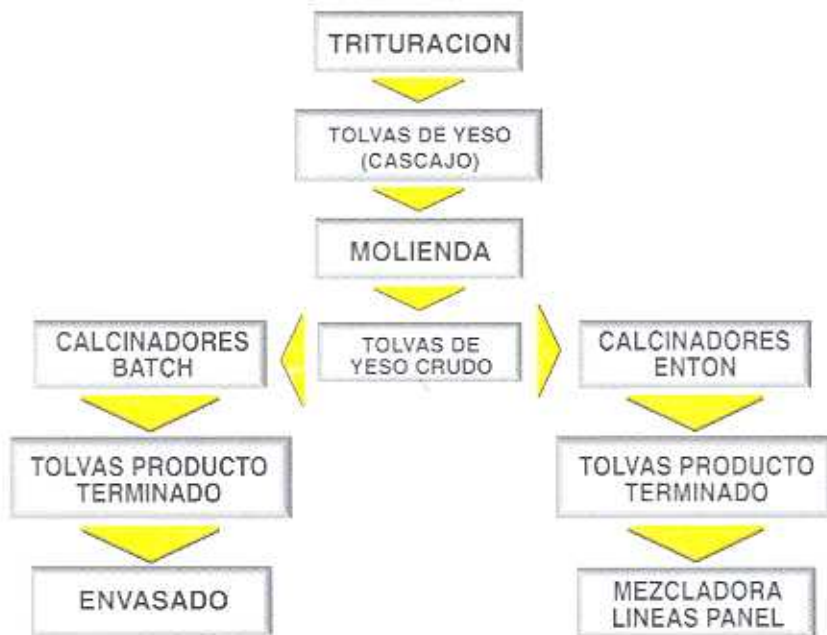 TRITURACION
TOLVAS DE YESO
(CASCAJO)
MOLIENDA
CALCINADORES
BATCH
TOLVAS DE
YESO CRUDO
CALCINADORES
ENTON
TOLVAS PRODUCTO
TERMINADO
TOLVAS PRODUCTO
TERMINADO
ENVASADO
MEZCLADORA
LINEAS PANEL